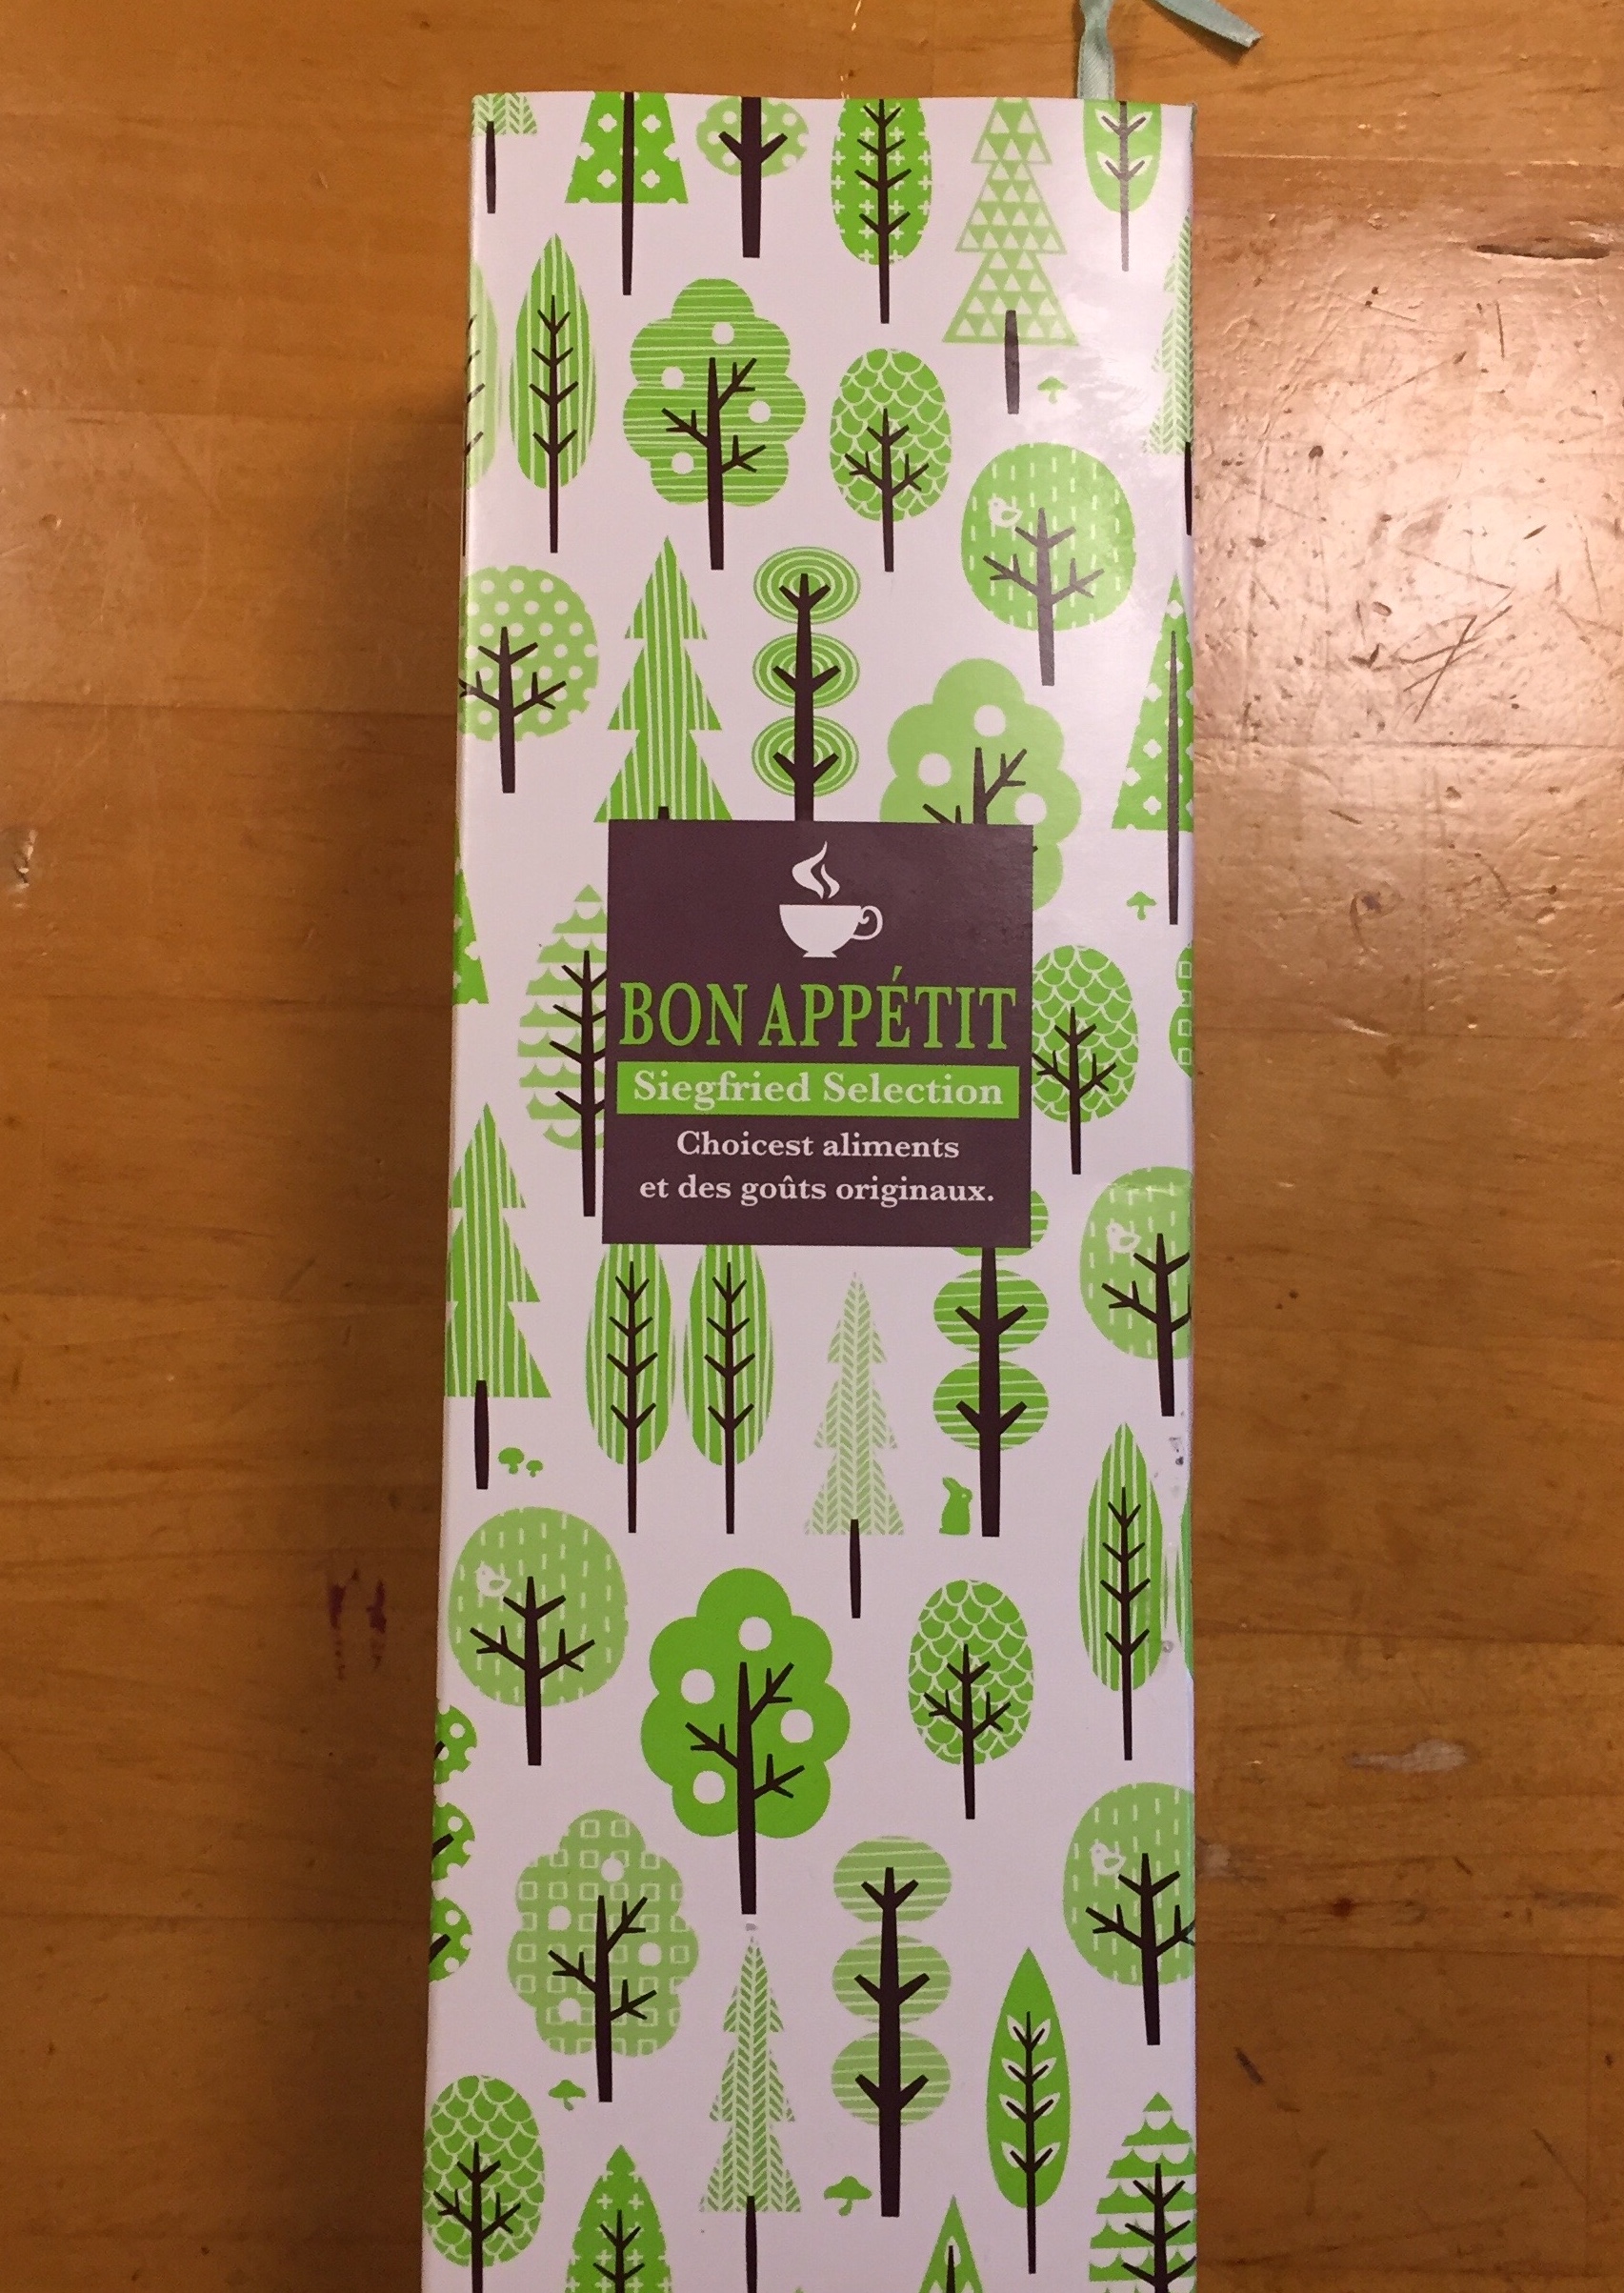 BON APPÉTIT
Siegfried Selection
Choicest aliments
et des goûts originaux.